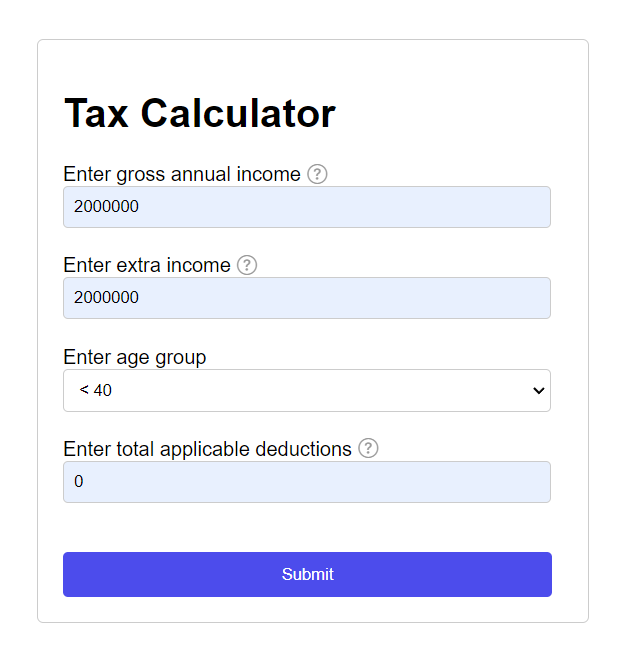 Tax Calculator
Enter gross annual income ?
2000000
Enter extra income ?
2000000
Enter age group
< 40
Enter total applicable deductions ?
0
Submit